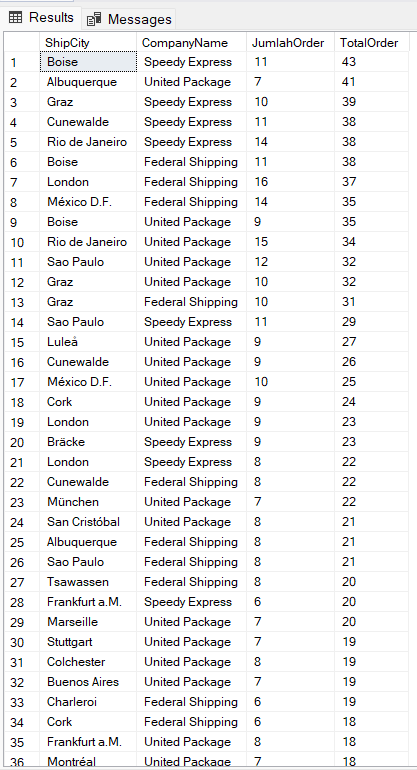 Results Messages
ShipCity CompanyName JumlahOrder TotalOrder
1 Boise Speedy Express 11 43
2 Albuquerque United Package 7 41
3 Graz Speedy Express 10 39
4 Cunewalde Speedy Express 11 38
5 Rio de Janeiro Speedy Express 14 38
6 Boise Federal Shipping 11 38
7 London Federal Shipping 16 37
8 México D.F. Federal Shipping 14 35
9 Boise United Package 9 35
10 Rio de Janeiro United Package 15 34
11 Sao Paulo United Package 12 32
12 Graz United Package 10 32
13 Graz Federal Shipping 10 31
14 Sao Paulo Speedy Express 11 29
15 Luleå United Package 9 27
16 Cunewalde United Package 9 26
17 México D.F. United Package 10 25
18 Cork United Package 9 24
19 London United Package 9 23
20 Bräcke Speedy Express 9 23
21 London Speedy Express 8 22
22 Cunewalde Federal Shipping 8 22
23 München United Package 7 22
24 San Cristóbal United Package 8 21
25 Albuquerque Federal Shipping 8 21
26 Sao Paulo Federal Shipping 8 21
27 Tsawassen Federal Shipping 8 20
28 Frankfurt a.M. Speedy Express 6 20
29 Marseille United Package 7 20
30 Stuttgart United Package 7 19
31 Colchester United Package 8 19
32 Buenos Aires United Package 7 19
33 Charleroi Federal Shipping 6 19
34 Cork Federal Shipping 6 18
35 Frankfurt a.M. United Package 8 18
36 Montréal United Package 7 18